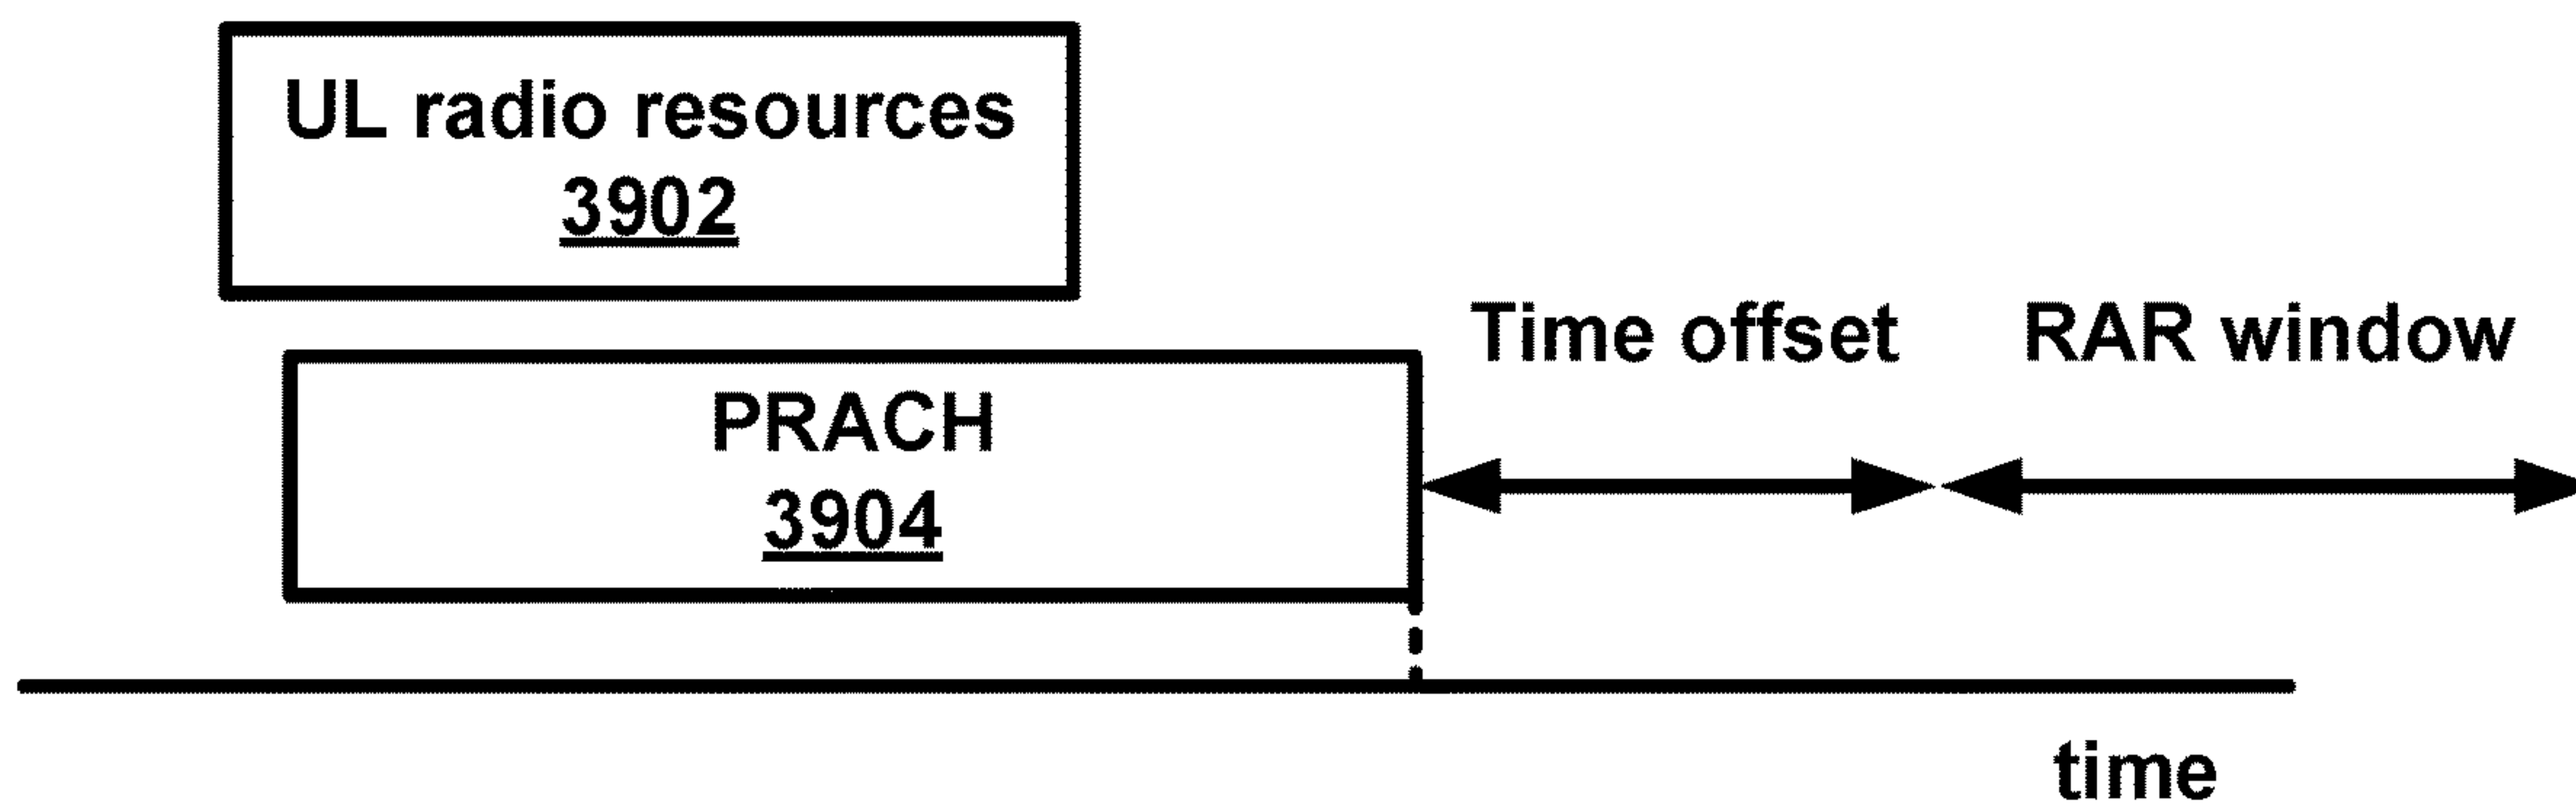 UL radio resources
3902
Time offset
RAR window
PRACH
3904
time